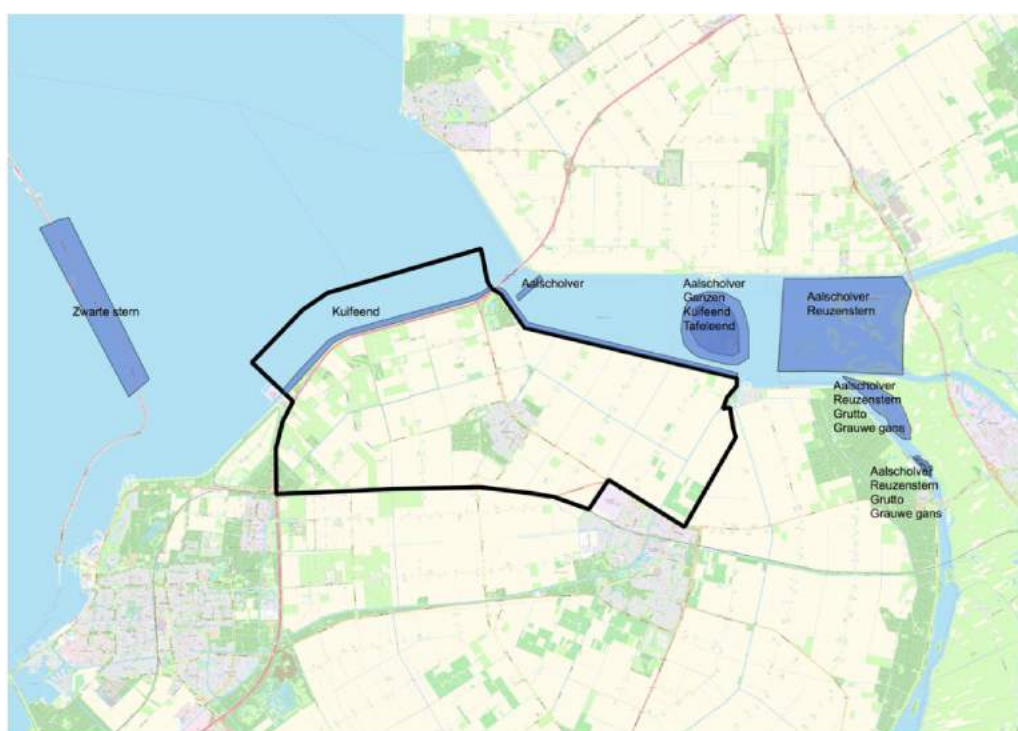 Zwarte stern
Kuifeend
Aalscholver
Aalscholver
Ganzen
Kuifeend
Tafeleend
Aalscholver
Reuzenstern
Aalscholver
Reuzenstern
Grutto
Grauwe gans
Aalscholver
Reuzenstern
Grutto
Grauwe gans